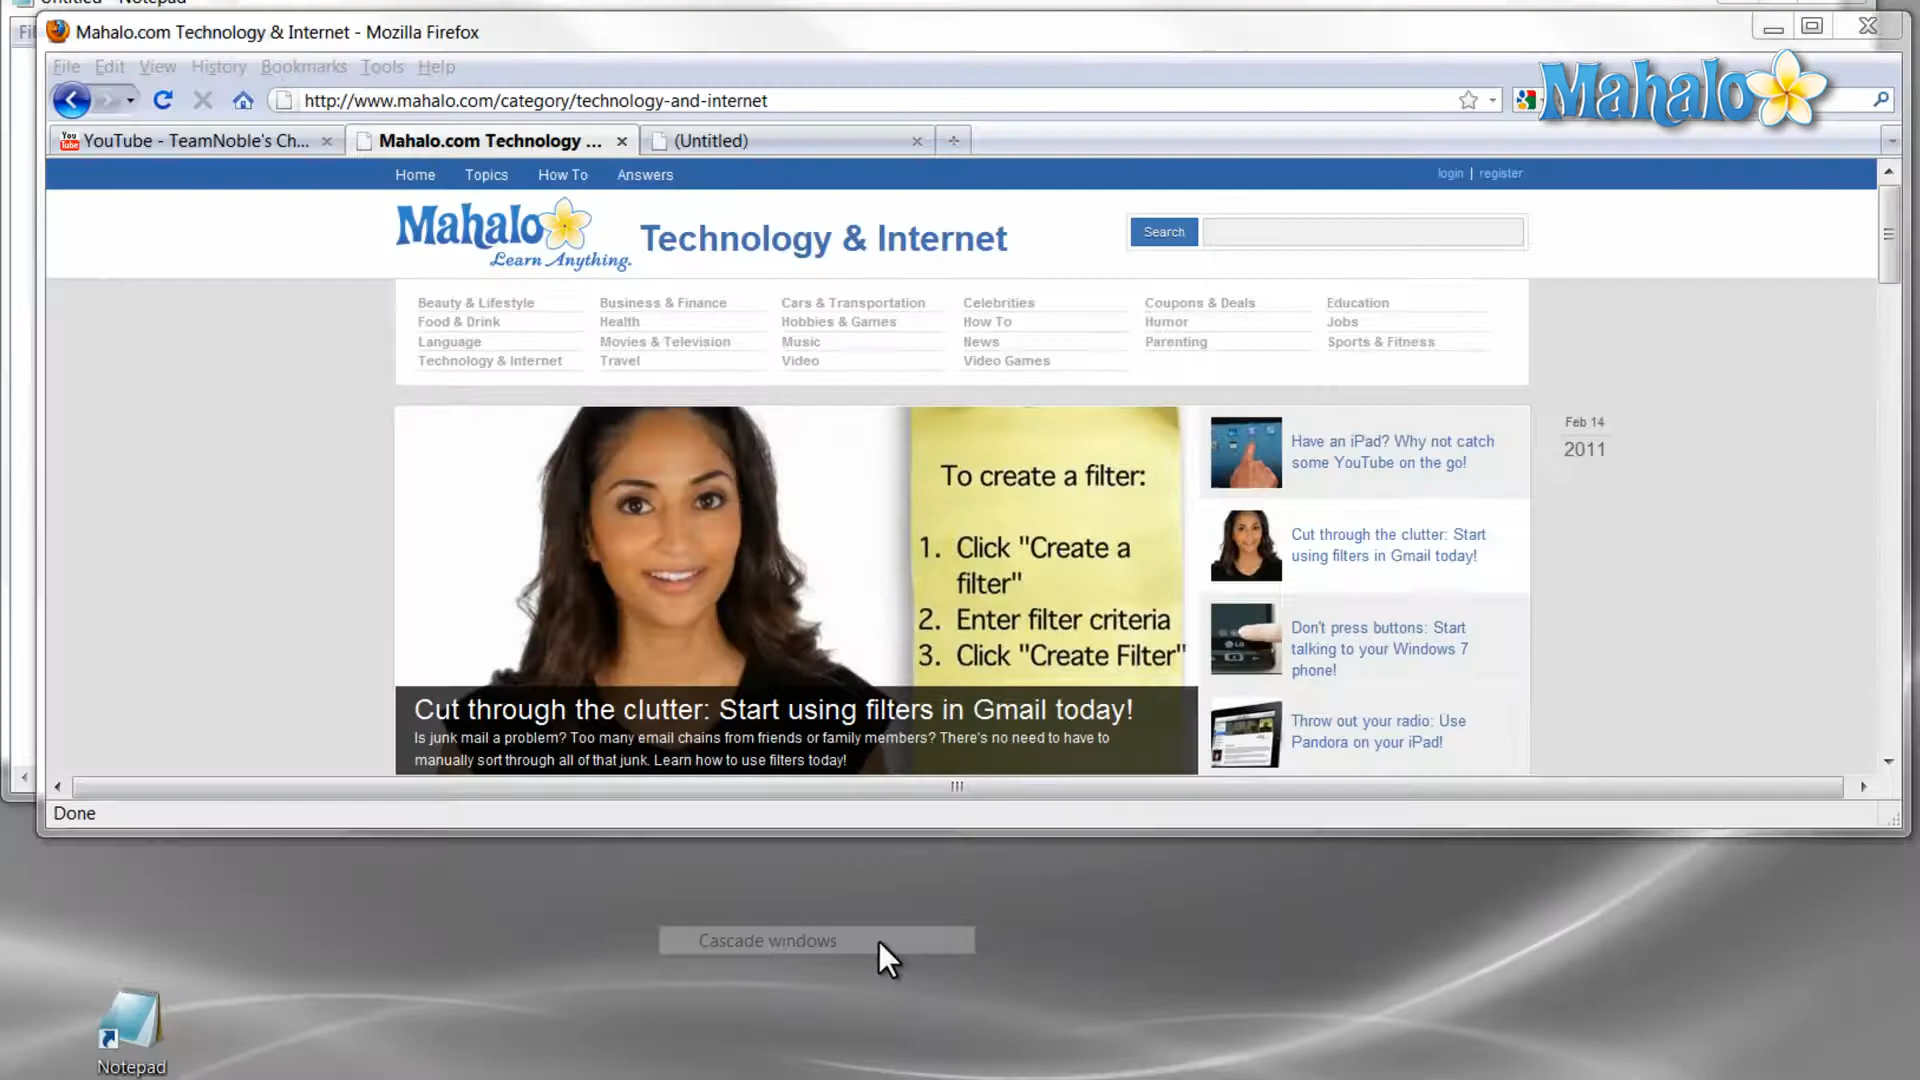 Untitled - Notepad
Mahalo.com Technology & Internet - Mozilla Firefox
File Edit View History Bookmarks Tools Help
http://www.mahalo.com/category/technology-and-internet
Mahalo
YouTube - TeamNoble's Ch...
Mahalo.com Technology ...
(Untitled)
Home Topics How To Answers
login | register
Mahalo
Learn Anything.
Technology & Internet
Search
Beauty & Lifestyle Business & Finance Cars & Transportation Celebrities Coupons & Deals Education
Food & Drink Health Hobbies & Games How To Humor Jobs
Language Movies & Television Music News Parenting Sports & Fitness
Technology & Internet Travel Video Video Games
To create a filter:
1. Click "Create a
filter"
2. Enter filter criteria
3. Click "Create Filter"
Cut through the clutter: Start using filters in Gmail today!
Is junk mail a problem? Too many email chains from friends or family members? There's no need to have to
manually sort through all of that junk. Learn how to use filters today!
Have an iPad? Why not catch
some YouTube on the go!
Cut through the clutter: Start
using filters in Gmail today!
Don't press buttons: Start
talking to your Windows 7
phone!
Throw out your radio: Use
Pandora on your iPad!
Feb 14
2011
Done
Cascade windows
Notepad